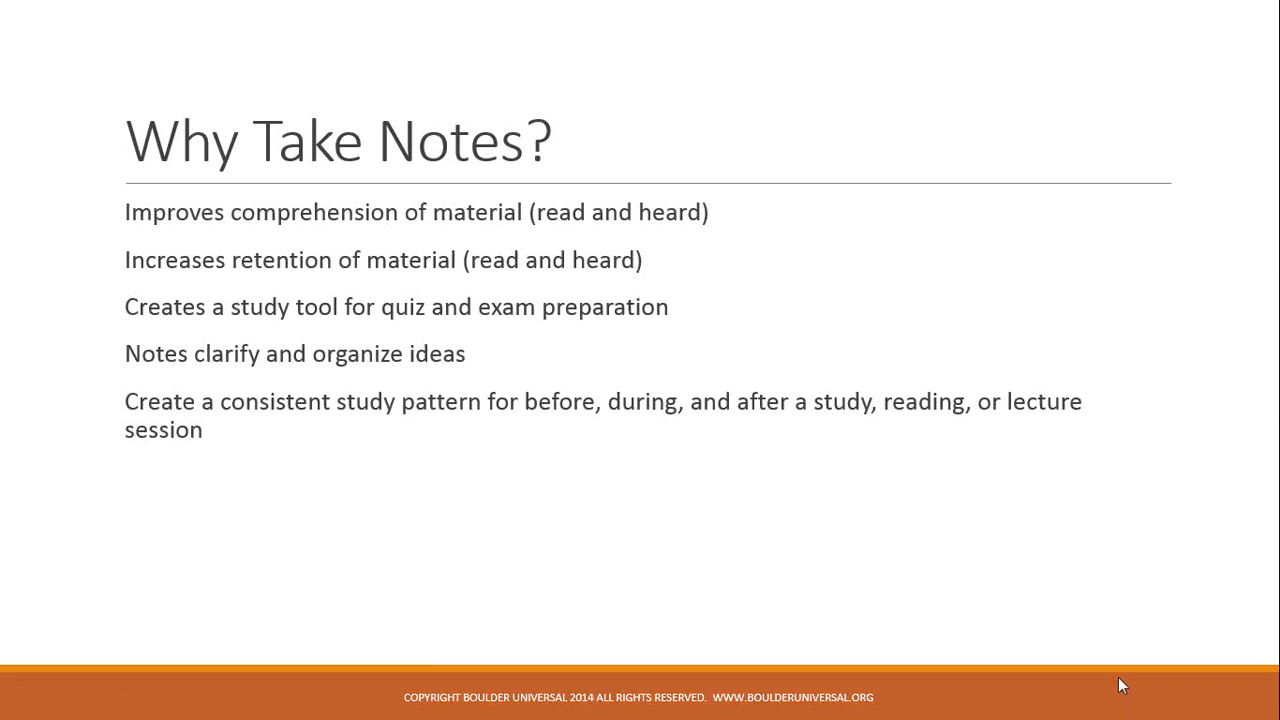 Why Take Notes?
Improves comprehension of material (read and heard)
Increases retention of material (read and heard)
Creates a study tool for quiz and exam preparation
Notes clarify and organize ideas
Create a consistent study pattern for before, during, and after a study, reading, or lecture
session
COPYRIGHT BOULDER UNIVERSAL 2014 ALL RIGHTS RESERVED. WWW.BOULDERUNIVERSAL.ORG